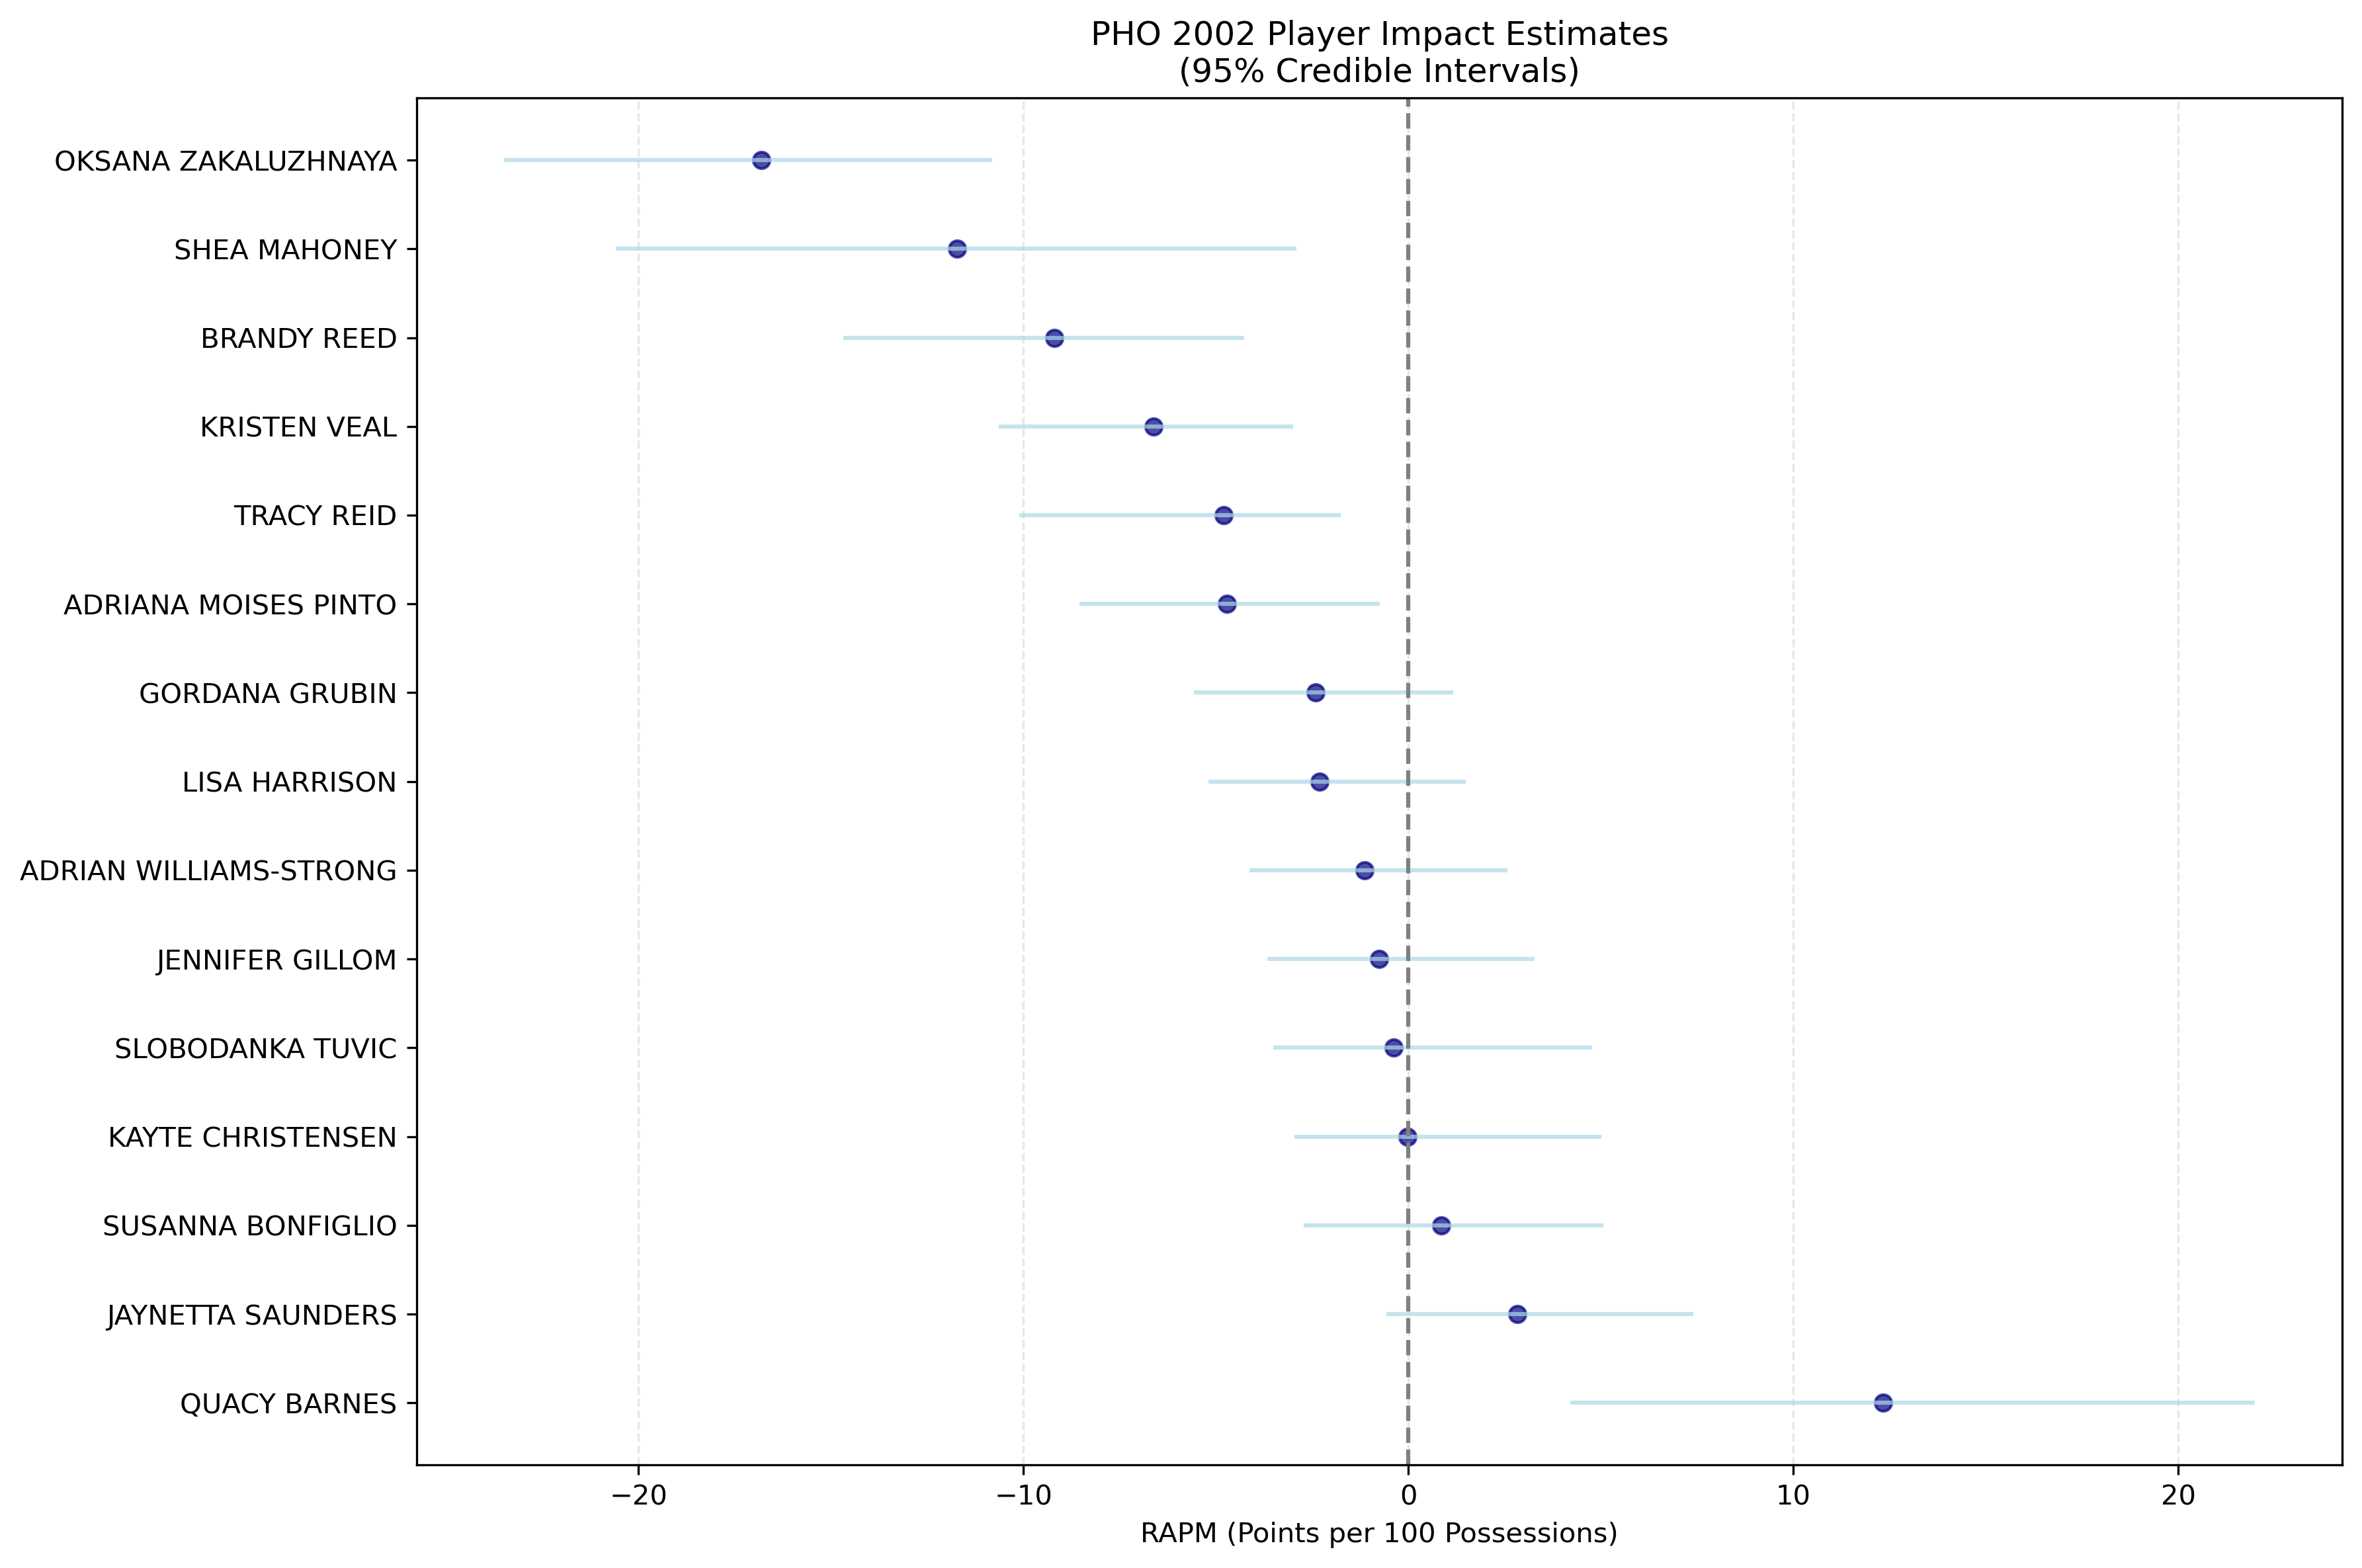 PHO 2002 Player Impact Estimates
(95% Credible Intervals)
OKSANA ZAKALUZHNAYA
SHEA MAHONEY
BRANDY REED
KRISTEN VEAL
TRACY REID
ADRIANA MOISES PINTO
GORDANA GRUBIN
LISA HARRISON
ADRIAN WILLIAMS-STRONG
JENNIFER GILLOM
SLOBODANKA TUVIC
KAYTE CHRISTENSEN
SUSANNA BONFIGLIO
JAYNETTA SAUNDERS
QUACY BARNES
−20 −10 0 10 20
RAPM (Points per 100 Possessions)